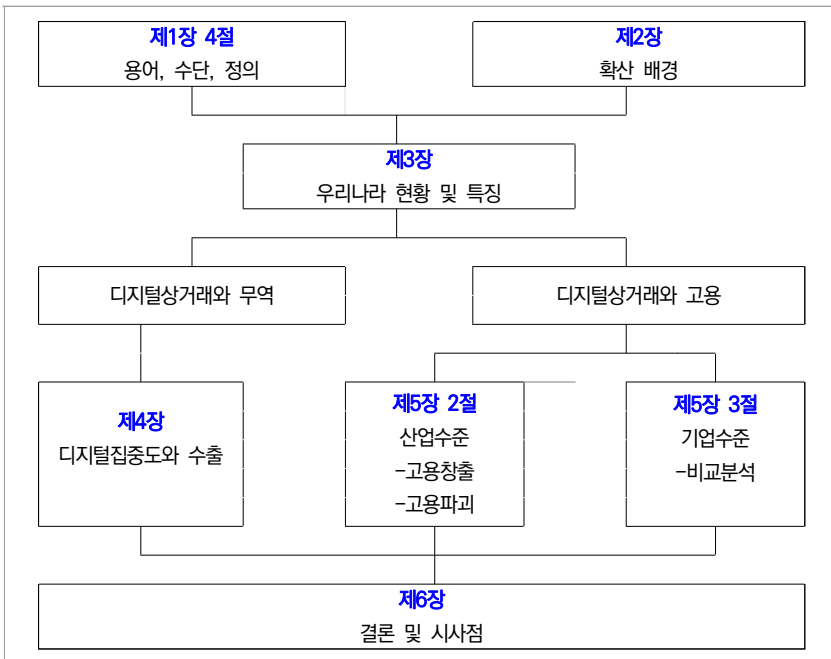 제1장 4절
용어, 수단, 정의
제2장
확산 배경
제3장
우리나라 현황 및 특징
디지털상거래와 무역
디지털상거래와 고용
제4장
디지털집중도와 수출
제5장 2절
산업수준
-고용창출
-고용파괴
제5장 3절
기업수준
-비교분석
제6장
결론 및 시사점